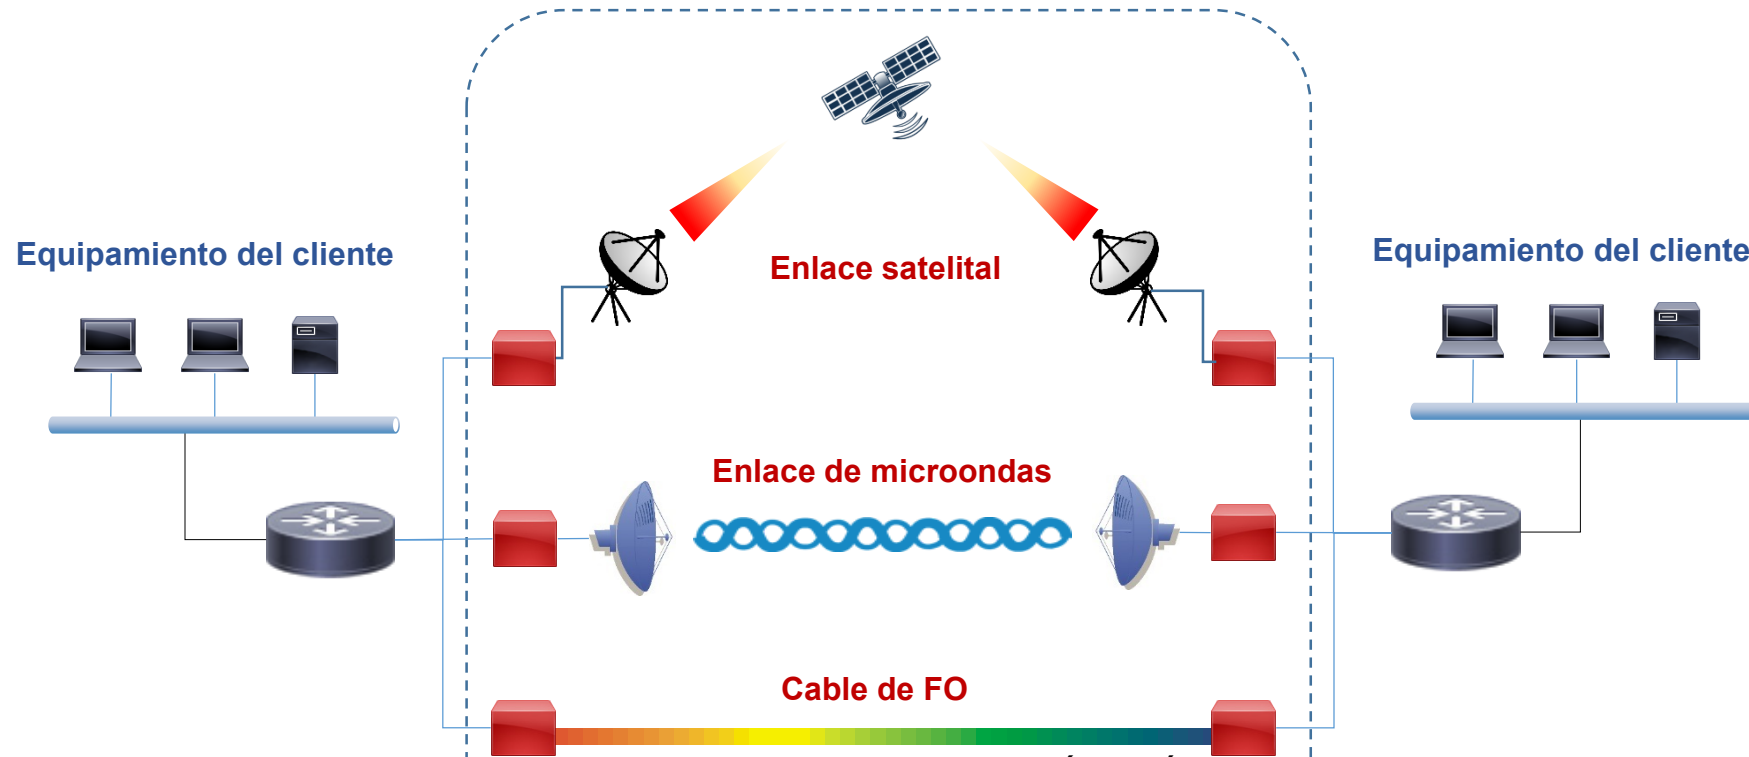 Equipamiento del cliente
Equipamiento del cliente
Enlace satelital
Enlace de microondas
Cable de FO